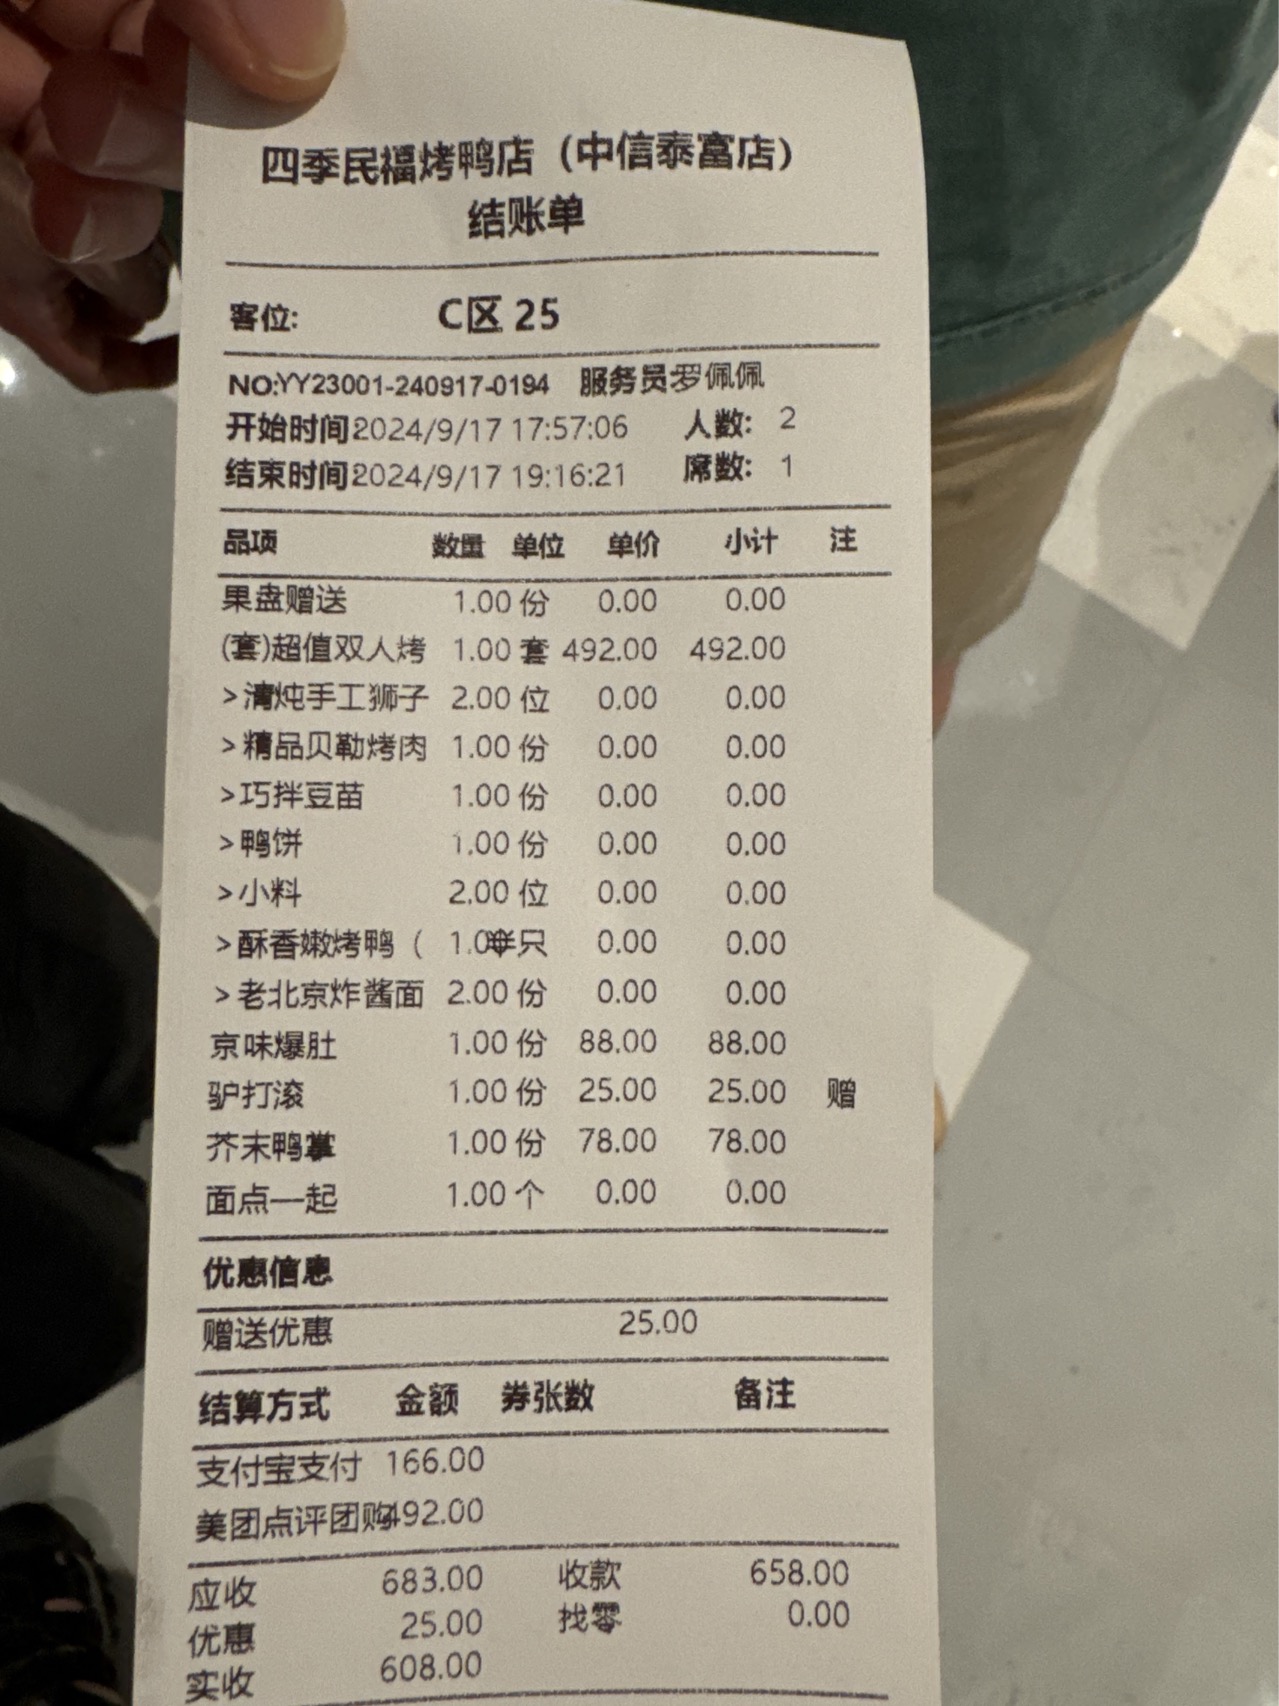 四季民福烤鸭店（中信泰富店）
结账单
客位: C区 25
NO:YY23001-240917-0194 服务员罗佩佩
开始时间2024/9/17 17:57:06 人数: 2
结束时间2024/9/17 19:16:21 席数: 1
品项 数量 单位 单价 小计 注
果盘赠送 1.00 份 0.00 0.00
(套)超值双人烤 1.00 套 492.00 492.00
>清炖手工狮子 2.00 位 0.00 0.00
>精品贝勒烤肉 1.00 份 0.00 0.00
>巧拌豆苗 1.00 份 0.00 0.00
>鸭饼 1.00 份 0.00 0.00
>小料 2.00 位 0.00 0.00
>酥香嫩烤鸭（ 1.00半只 0.00 0.00
>老北京炸酱面 2.00 份 0.00 0.00
京味爆肚 1.00 份 88.00 88.00
驴打滚 1.00 份 25.00 25.00 赠
芥末鸭掌 1.00 份 78.00 78.00
面点一起 1.00 个 0.00 0.00
优惠信息
赠送优惠 25.00
结算方式 金额 券张数 备注
支付宝支付 166.00
美团点评团购492.00
应收 683.00 收款 658.00
优惠 25.00 找零 0.00
实收 608.00